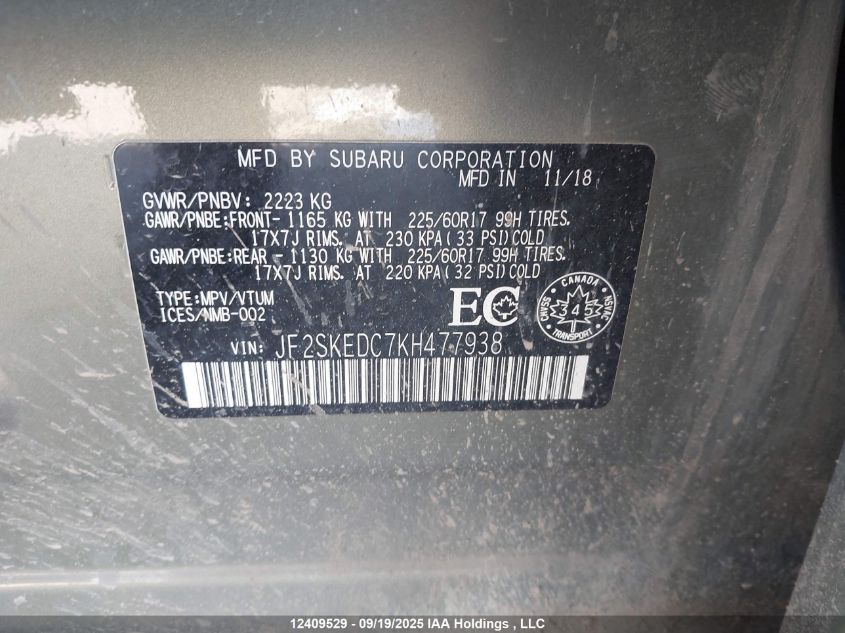 MFD BY SUBARU CORPORATION
MFD IN 11/18
GVWR/PNBV: 2223 KG
GAWR/PNBE:FRONT- 1165 KG WITH 225/60R17 99H TIRES.
17X7J RIMS. AT 230 KPA(33 PSI)COLD
GAWR/PNBE:REAR - 1130 KG WITH 225/60R17 99H TIRES.
17X7J RIMS. AT 220 KPA(32 PSI)COLD
TYPE:MPV/VTUM
ICES/NMB-002
EC
CANADA
CMVSS 345 NSVAC
TRANSPORT
VIN: JF2SKEDC7KH477938
12409529 - 09/19/2025 IAA Holdings , LLC